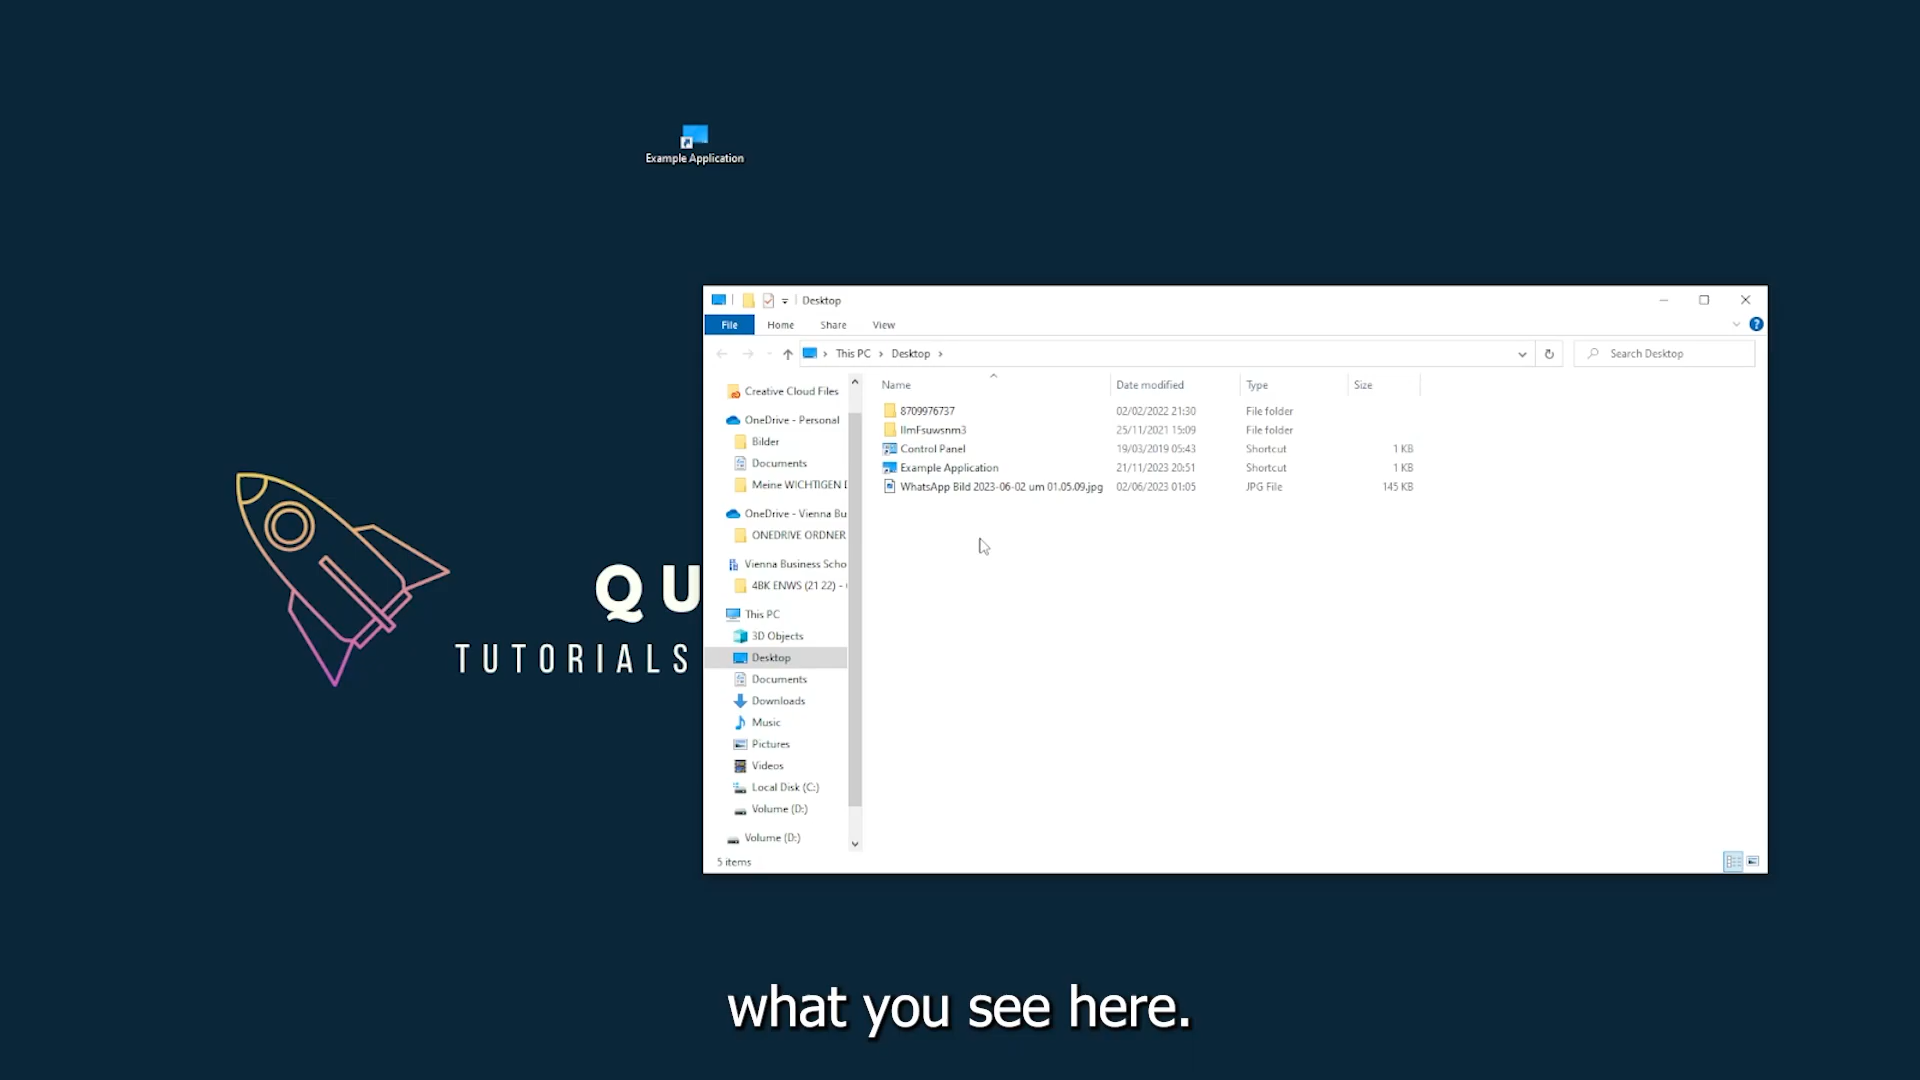 Example Application
QU
TUTORIALS
Desktop
File Home Share View
This PC Desktop
Search Desktop
Creative Cloud Files
OneDrive - Personal
Bilder
Documents
Meine WICHTIGEN
OneDrive - Vienna Bu
ONEDRIVE ORDNER
Vienna Business Scho
4BK ENWS (21 22) -
This PC
3D Objects
Desktop
Documents
Downloads
Music
Pictures
Videos
Local Disk (C:)
Volume (D:)
Volume (D:)
Name Date modified Type Size
8709976737 02/02/2022 21:30 File folder
25/11/2021 15:09 File folder
Control Panel 19/03/2019 05:43 Shortcut 1 KB
Example Application 21/11/2023 20:51 Shortcut 1 KB
WhatsApp Bild 2023-06-02 um 01.05.09.jpg 02/06/2023 01:05 JPG File 145 KB
5 items
what you see here.